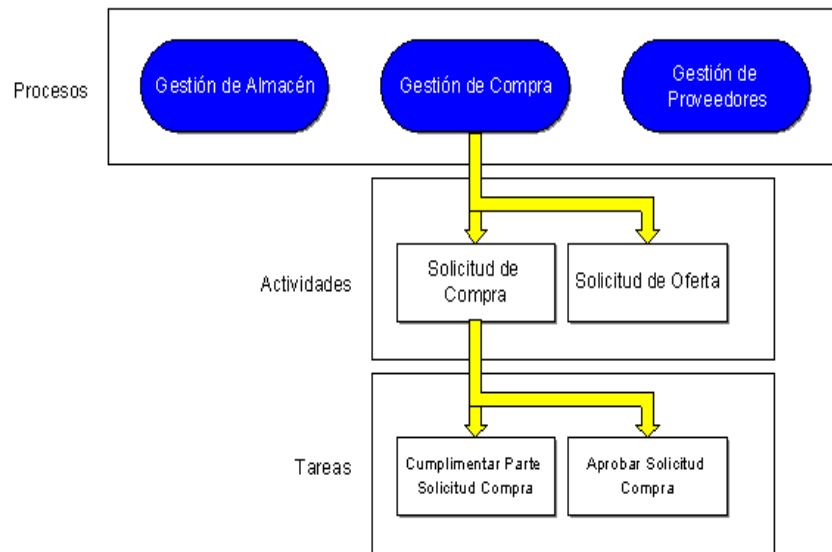 Procesos
Gestión de Almacén
Gestión de Compra
Gestión de
Proveedores
Actividades
Solicitud de
Compra
Solicitud de Oferta
Tareas
Cumplimentar Parte
Solicitud Compra
Aprobar Solicitud
Compra